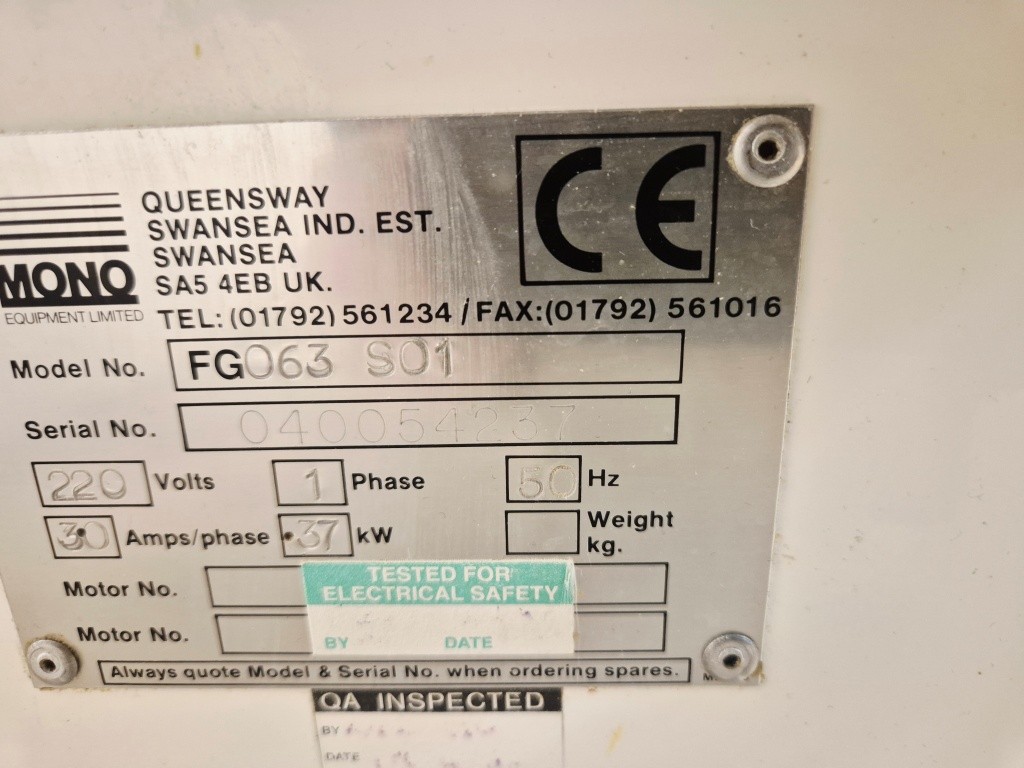 MONO
EQUIPMENT LIMITED
QUEENSWAY
SWANSEA IND. EST.
SWANSEA
SA5 4EB UK.
TEL: (01792) 561234 / FAX:(01792) 561016
CE
Model No. FG063 S01
Serial No. 040054237
220 Volts 1 Phase 50 Hz
3.0 Amps/phase .37 kW Weight kg.
Motor No.
Motor No.
TESTED FOR
ELECTRICAL SAFETY
BY DATE
Always quote Model & Serial No. when ordering spares.
QA INSPECTED
BY
DATE